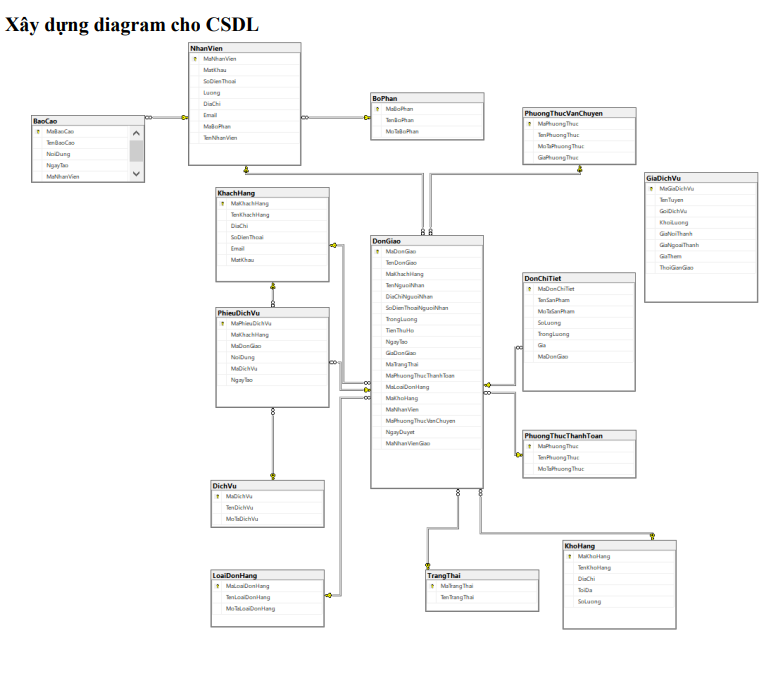 Xây dựng diagram cho CSDL
NhanVien
MaNhanVien
MatKhau
SoDienThoai
Luong
DiaChi
Email
MaBoPhan
TenNhanVien
BoPhan
MaBoPhan
TenBoPhan
MoTaBoPhan
BaoCao
MaBaoCao
TenBaoCao
NoiDung
NgayTao
MaNhanVien
PhuongThucVanChuyen
MaPhuongThuc
TenPhuongThuc
MoTaPhuongThuc
GiaPhuongThuc
GiaDichVu
MaGiaDichVu
TenTuyen
GoiDichVu
KhoiLuong
GiaNoiThanh
GiaNgoaiThanh
GiaThem
ThoiGianGiao
KhachHang
MaKhachHang
TenKhachHang
DiaChi
SoDienThoai
Email
MatKhau
DonGiao
MaDonGiao
TenDonGiao
MaKhachHang
TenNguoiNhan
DiaChiNguoiNhan
SoDienThoaiNguoiNhan
TrongLuong
TienThuHo
NgayTao
GiaDonGiao
MaTrangThai
MaPhuongThucThanhToan
MaLoaiDonHang
MaKhoHang
MaNhanVien
MaPhuongThucVanChuyen
NgayDuyet
MaNhanVienGiao
DonChiTiet
MaDonChiTiet
TenSanPham
MoTaSanPham
SoLuong
TrongLuong
Gia
MaDonGiao
PhieuDichVu
MaPhieuDichVu
MaKhachHang
MaDonGiao
NoiDung
MaDichVu
NgayTao
PhuongThucThanhToan
MaPhuongThuc
TenPhuongThuc
MoTaPhuongThuc
DichVu
MaDichVu
TenDichVu
MoTaDichVu
KhoHang
MaKhoHang
TenKhoHang
DiaChi
ToiDa
SoLuong
LoaiDonHang
MaLoaiDonHang
TenLoaiDonHang
MoTaLoaiDonHang
TrangThai
MaTrangThai
TenTrangThai